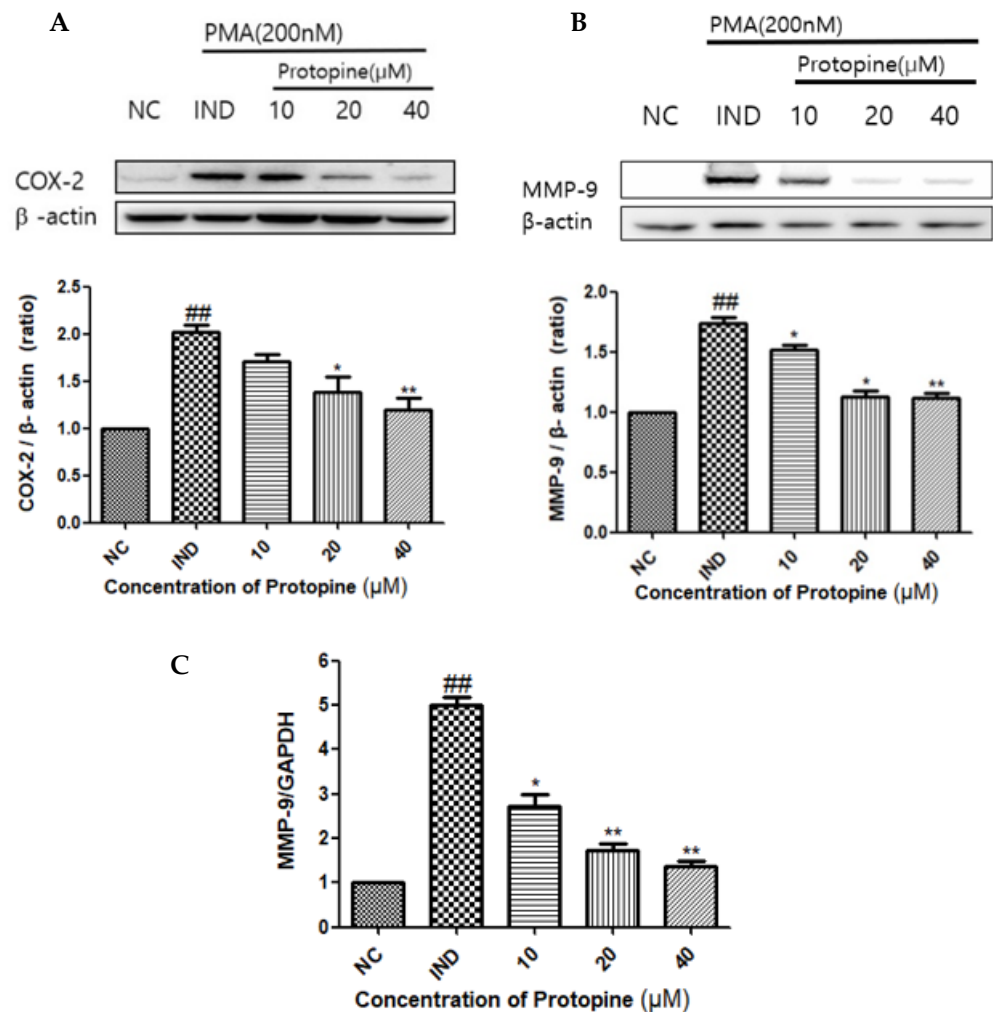 A
PMA(200nM)
Protopine(μM)
NC IND 10 20 40
COX-2
β -actin
2.5
2.0
1.5
1.0
0.5
0.0
COX-2 / β- actin (ratio)
##
*
**
NC IND 10 20 40
Concentration of Protopine (μM)
B
PMA(200nM)
Protopine(μM)
NC IND 10 20 40
MMP-9
β-actin
2.0
1.5
1.0
0.5
0.0
MMP-9 / β- actin (ratio)
##
*
*
**
NC IND 10 20 40
Concentration of Protopine (μM)
C
6
5
4
3
2
1
0
MMP-9/GAPDH
##
*
**
**
NC IND 10 20 40
Concentration of Protopine (μM)